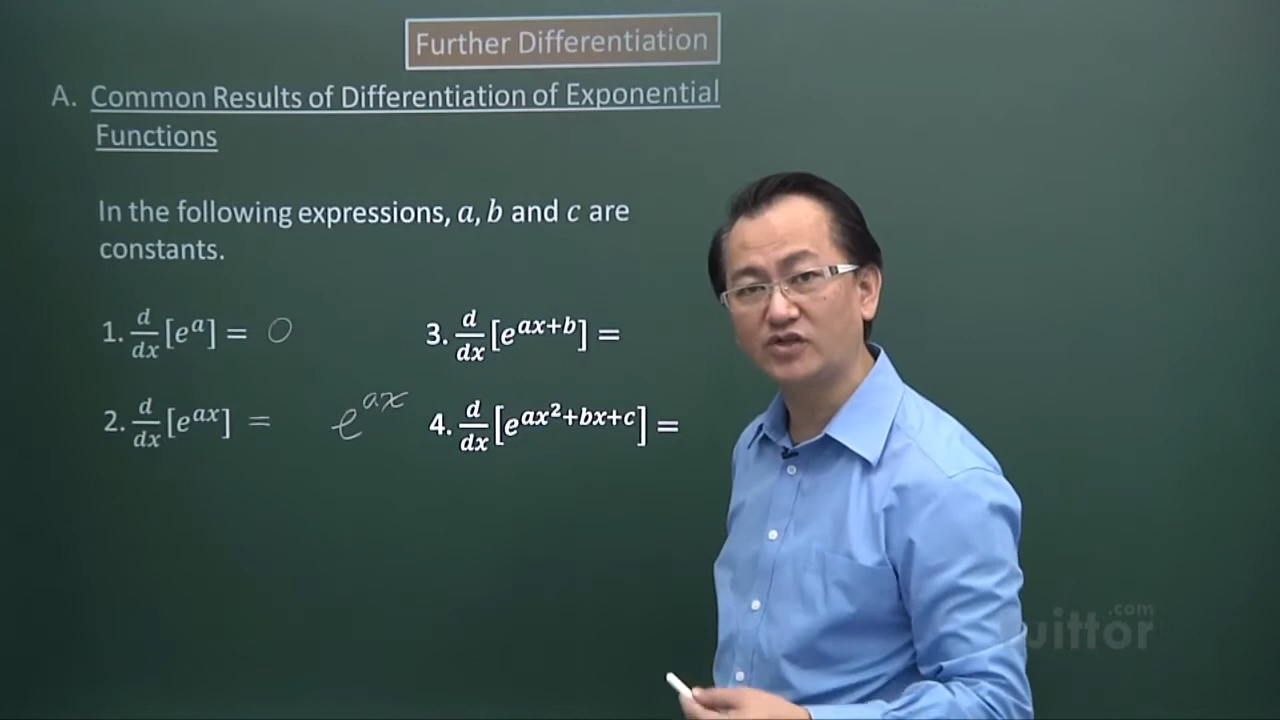 Further Differentiation
A. Common Results of Differentiation of Exponential
Functions
In the following expressions, a, b and c are
constants.
1. d/dx [e^a] = 0
2. d/dx [e^ax] = e^ax
3. d/dx [e^ax+b] =
4. d/dx [e^ax²+bx+c] =
.com
uittor